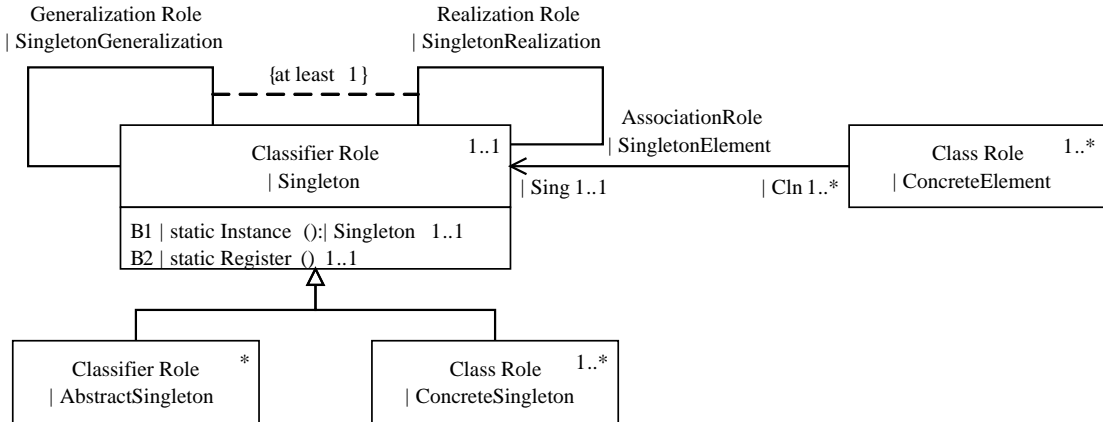 Generalization Role
| SingletonGeneralization
Realization Role
| SingletonRealization
{at least 1}
AssociationRole
| SingletonElement
Classifier Role
1..1
| Singleton
| Sing 1..1
| Cln 1..*
Class Role
1..*
| ConcreteElement
B1 | static Instance ():| Singleton 1..1
B2 | static Register () 1..1
Classifier Role
*
| AbstractSingleton
Class Role
1..*
| ConcreteSingleton